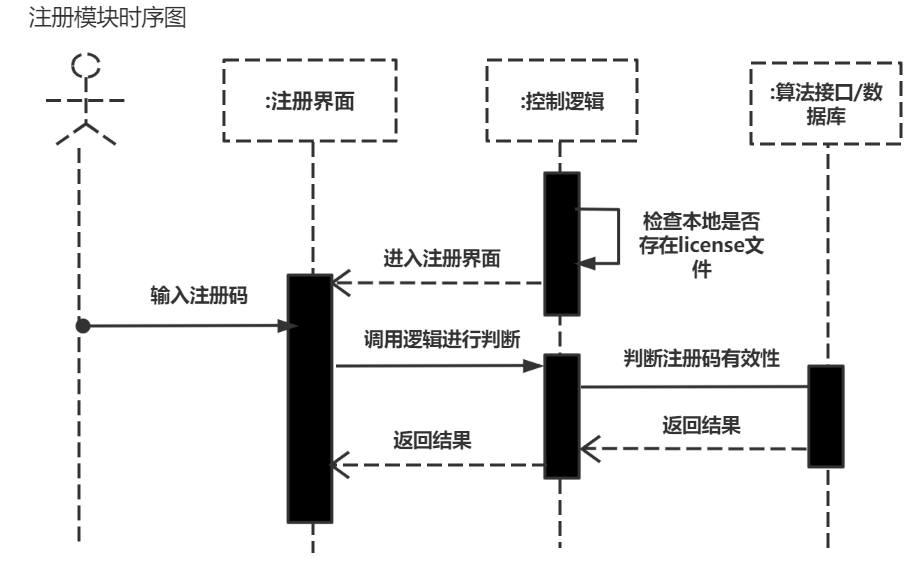 注册模块时序图
:注册界面
:控制逻辑
:算法接口/数
据库
检查本地是否
存在license文
件
进入注册界面
输入注册码
调用逻辑进行判断
判断注册码有效性
返回结果
返回结果